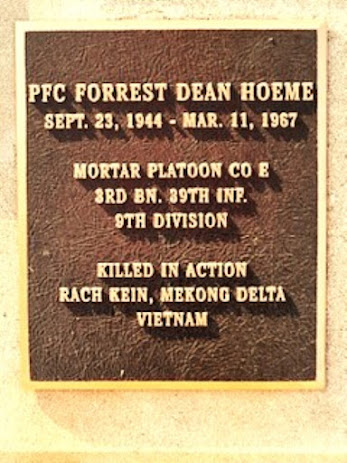 PFC FORREST DEAN HOEME
SEPT. 23, 1944 - MAR. 11, 1967
MORTAR PLATOON CO E
3RD BN. 39TH INF.
9TH DIVISION
KILLED IN ACTION
RACH KEIN, MEKONG DELTA
VIETNAM